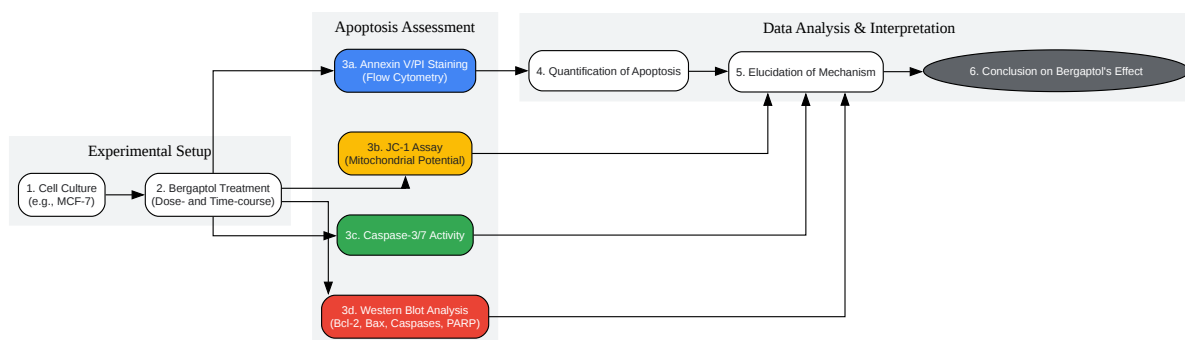 Experimental Setup
1. Cell Culture
(e.g., MCF-7)
2. Bergaptol Treatment
(Dose- and Time-course)
Apoptosis Assessment
3a. Annexin V/PI Staining
(Flow Cytometry)
3b. JC-1 Assay
(Mitochondrial Potential)
3c. Caspase-3/7 Activity
3d. Western Blot Analysis
(Bcl-2, Bax, Caspases, PARP)
Data Analysis & Interpretation
4. Quantification of Apoptosis
5. Elucidation of Mechanism
6. Conclusion on Bergaptol's Effect